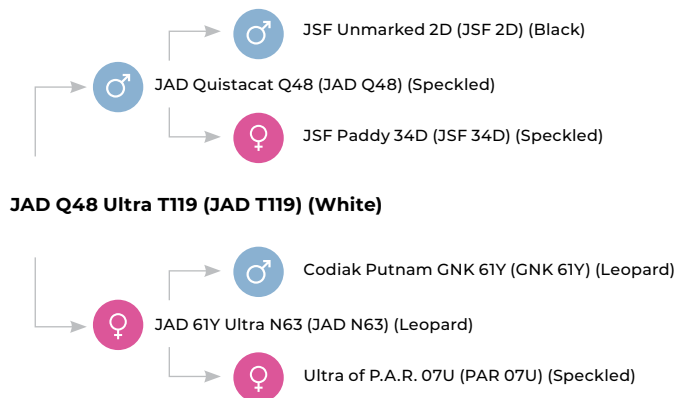 JSF Unmarked 2D (JSF 2D) (Black)
JAD Quistacat Q48 (JAD Q48) (Speckled)
JSF Paddy 34D (JSF 34D) (Speckled)
JAD Q48 Ultra T119 (JAD T119) (White)
Codiak Putnam GNK 61Y (GNK 61Y) (Leopard)
JAD 61Y Ultra N63 (JAD N63) (Leopard)
Ultra of P.A.R. 07U (PAR 07U) (Speckled)